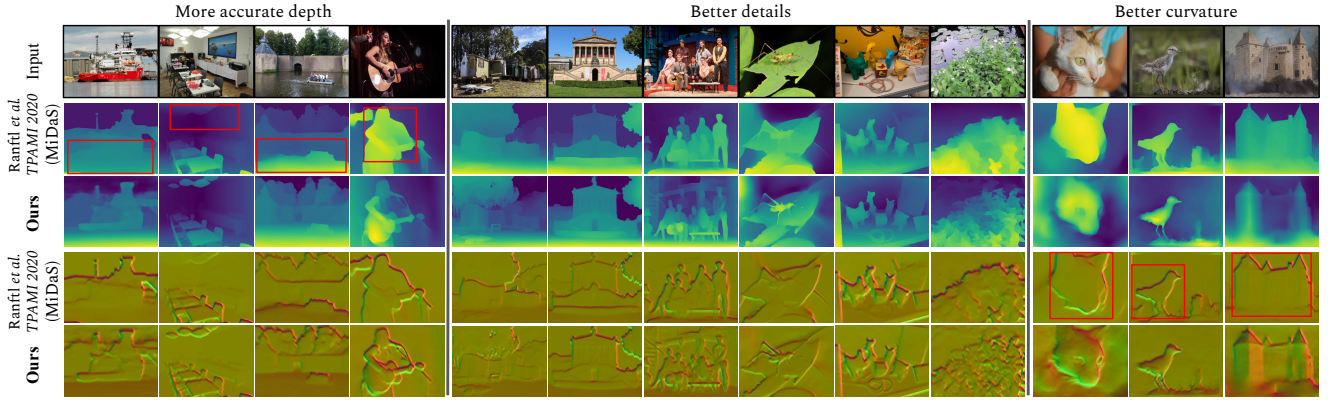 More accurate depth
Better details
Better curvature
Input
Ranftl et al.
TPAMI 2020
(MiDaS)
Ours
Ranftl et al.
TPAMI 2020
(MiDaS)
Ours